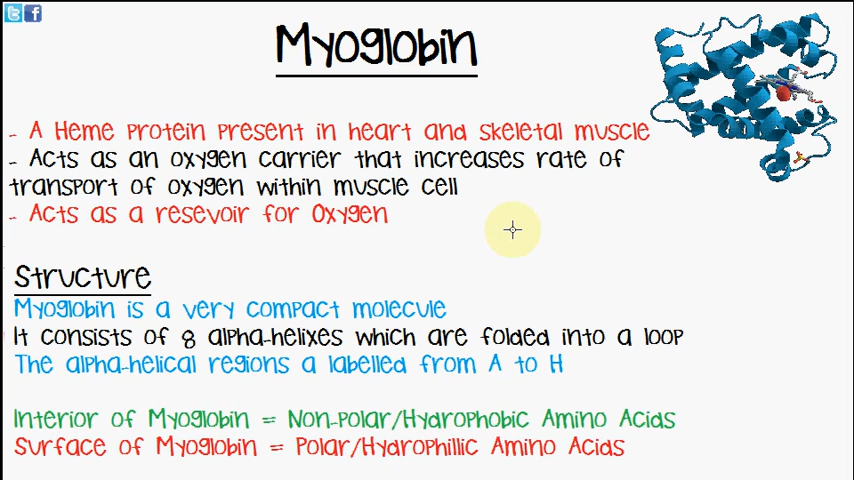 Myoglobin
- A Heme Protein present in heart and skeletal muscle
- Acts as an oxygen carrier that increases rate of
transport of oxygen within muscle cell
- Acts as a resevoir for Oxygen
Structure
Myoglobin is a very compact molecule
It consists of 8 alpha-helixes which are folded into a loop
The alpha-helical regions a labelled from A to H
Interior of Myoglobin = Non-Polar/Hydrophobic Amino Acids
Surface of Myoglobin = Polar/Hydrophillic Amino Acids